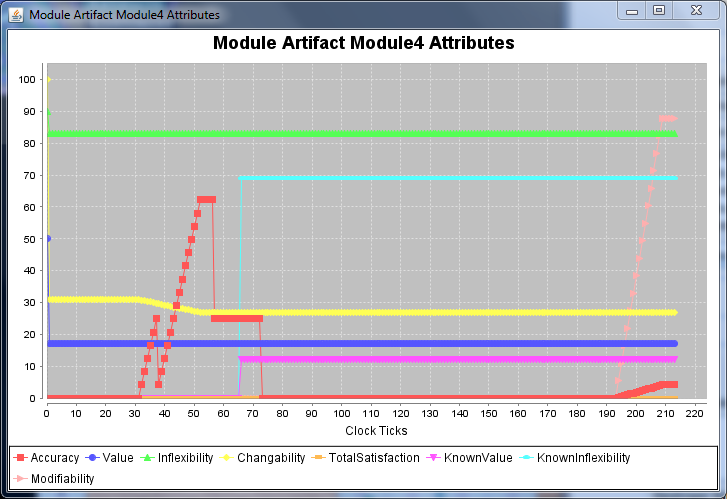 Module Artifact Module4 Attributes
Module Artifact Module4 Attributes
100
90
80
70
60
50
40
30
20
10
0
0 10 20 30 40 50 60 70 80 90 100 110 120 130 140 150 160 170 180 190 200 210 220
Clock Ticks
Accuracy Value Inflexibility Changability TotalSatisfaction KnownValue KnownInflexibility
Modifiability